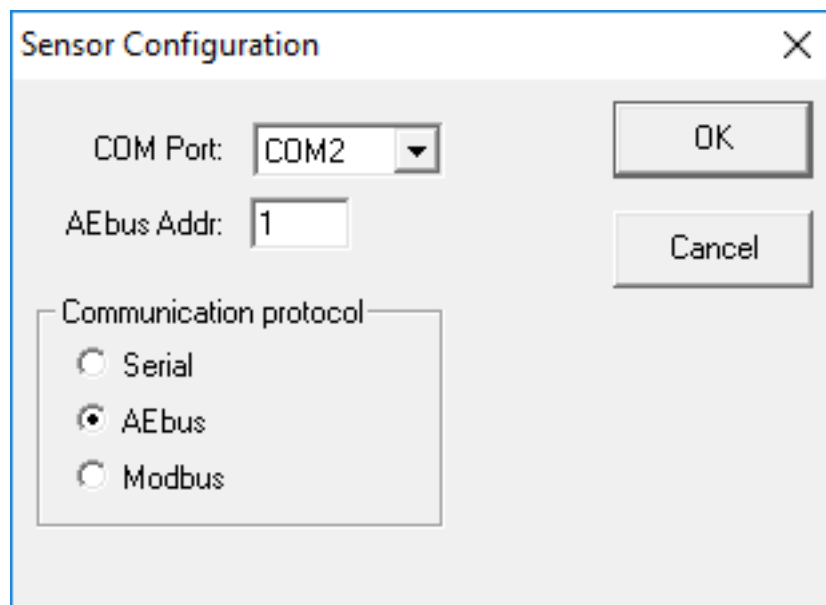 Sensor Configuration
COM Port: COM2
OK
AEbus Addr: 1
Cancel
Communication protocol
Serial
AEbus
Modbus